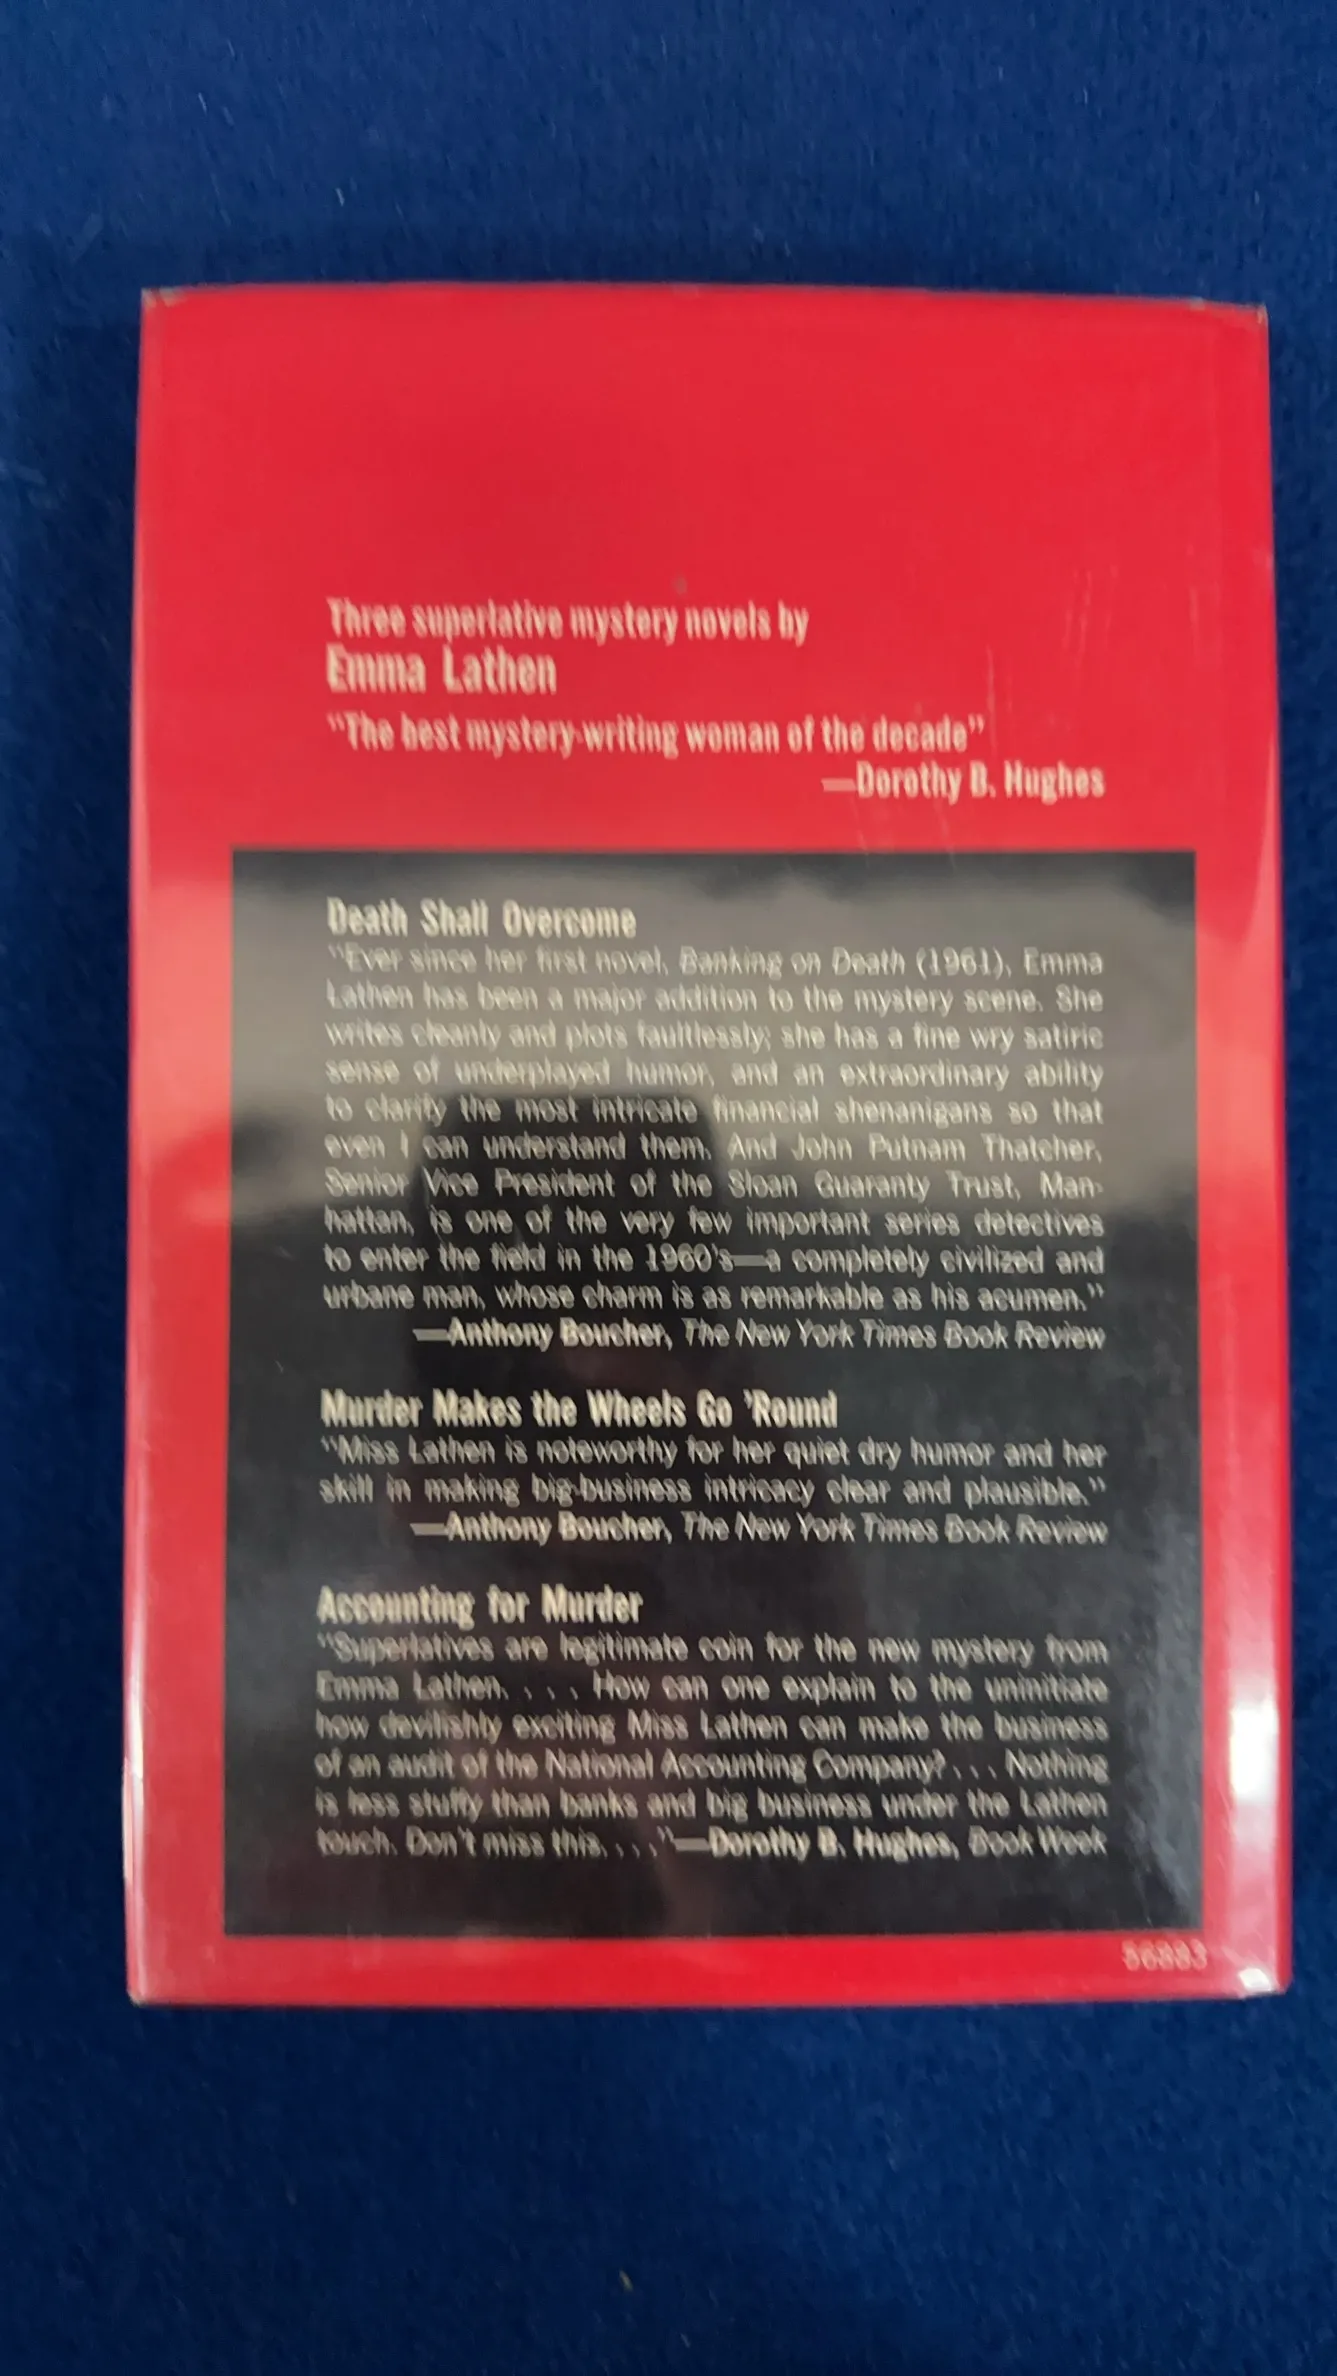 Three superlative mystery novels by
Emma Lathen
"The best mystery-writing woman of the decade"
—Dorothy B. Hughes
Death Shall Overcome
"Ever since her first novel, Banking on Death (1961), Emma
Lathen has been a major addition to the mystery scene. She
writes cleanly and plots faultlessly; she has a fine wry satiric
sense of underplayed humor, and an extraordinary ability
to clarify the most intricate financial shenanigans so that
even I can understand them. And John Putnam Thatcher,
Senior Vice President of the Sloan Guaranty Trust, Man-
hattan, is one of the very few important series detectives
to enter the field in the 1960's—a completely civilized and
urbane man, whose charm is as remarkable as his acumen."
—Anthony Boucher, The New York Times Book Review
Murder Makes the Wheels Go 'Round
"Miss Lathen is noteworthy for her quiet dry humor and her
skill in making big-business intricacy clear and plausible."
—Anthony Boucher, The New York Times Book Review
Accounting for Murder
"Superlatives are legitimate coin for the new mystery from
Emma Lathen. . . . How can one explain to the uninitiate
how devilishly exciting Miss Lathen can make the business
of an audit of the National Accounting Company? . . . Nothing
is less stuffy than banks and big business under the Lathen
touch. Don't miss this. . . ."—Dorothy B. Hughes, Book Week